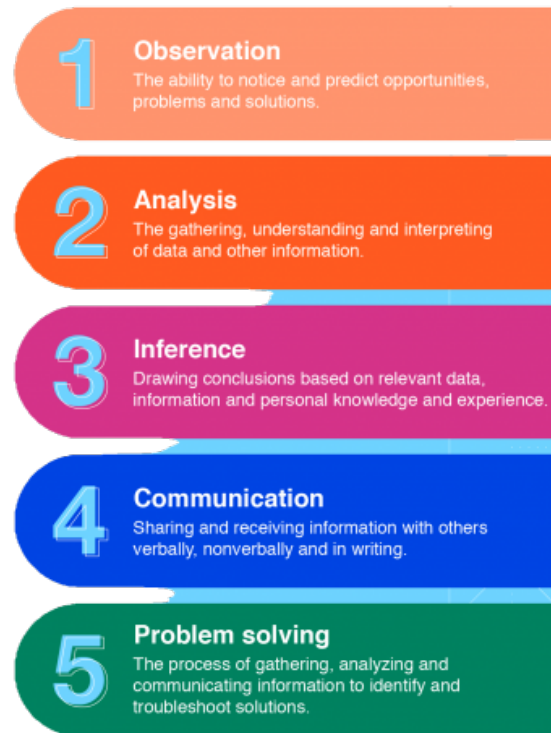 1
Observation
The ability to notice and predict opportunities,
problems and solutions.
2
Analysis
The gathering, understanding and interpreting
of data and other information.
3
Inference
Drawing conclusions based on relevant data,
information and personal knowledge and experience.
4
Communication
Sharing and receiving information with others
verbally, nonverbally and in writing.
5
Problem solving
The process of gathering, analyzing and
communicating information to identify and
troubleshoot solutions.